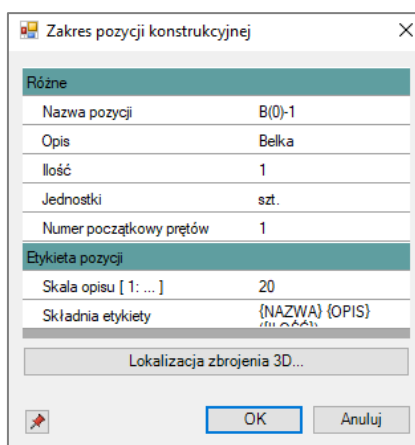 Zakres pozycji konstrukcyjnej
Różne
Nazwa pozycji B(0)-1
Opis Belka
Ilość 1
Jednostki szt.
Numer początkowy prętów 1
Etykieta pozycji
Skala opisu [ 1: ... ] 20
Składnia etykiety {NAZWA} {OPIS}
({ILOŚĆ})
Lokalizacja zbrojenia 3D...
OK Anuluj